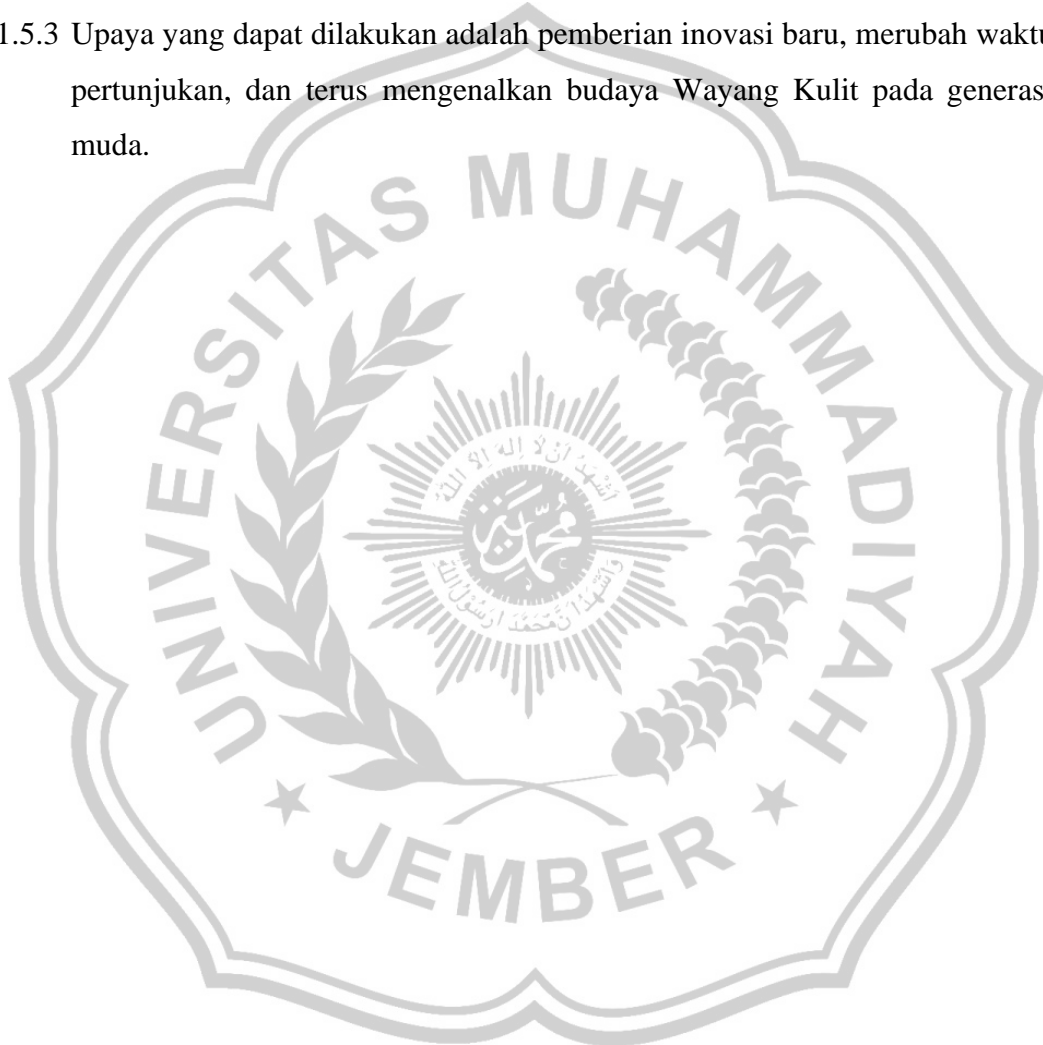 1.5.3 Upaya yang dapat dilakukan adalah pemberian inovasi baru, merubah waktu
pertunjukan, dan terus mengenalkan budaya Wayang Kulit pada generas
muda.
UNIVERSITAS MUHAMMADIYAH
JEMBER